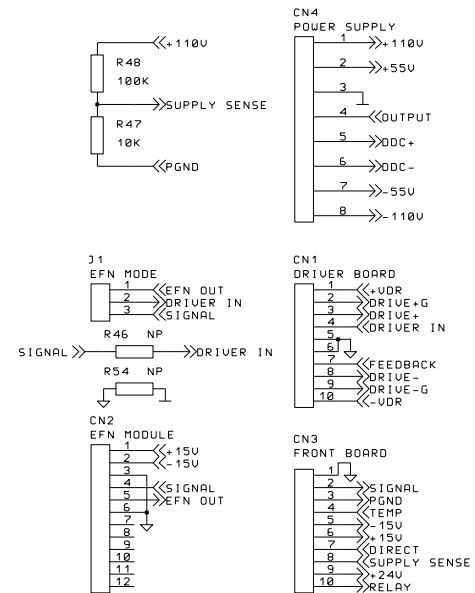 CN4
POWER SUPPLY
+110V
R48
100K
SUPPLY SENSE
R47
10K
PGND
1 +110V
2 +55V
3
4 OUTPUT
5 DDC+
6 DDC-
7 -55V
8 -110V
J1
EFN MODE
1 EFN OUT
2 DRIVER IN
3 SIGNAL
R46 NP
SIGNAL DRIVER IN
R54 NP
CN1
DRIVER BOARD
1 +VDR
2 DRIVE+G
3 DRIVE+
4 DRIVER IN
5
6
7 FEEDBACK
8 DRIVE-
9 DRIVE-G
10 -VDR
CN2
EFN MODULE
1 +15V
2 -15V
3
4 SIGNAL
5 EFN OUT
6
7
8
9
10
11
12
CN3
FRONT BOARD
1
2 SIGNAL
3 PGND
4 TEMP
5 -15V
6 +15V
7 DIRECT
8 SUPPLY SENSE
9 +24V
10 RELAY